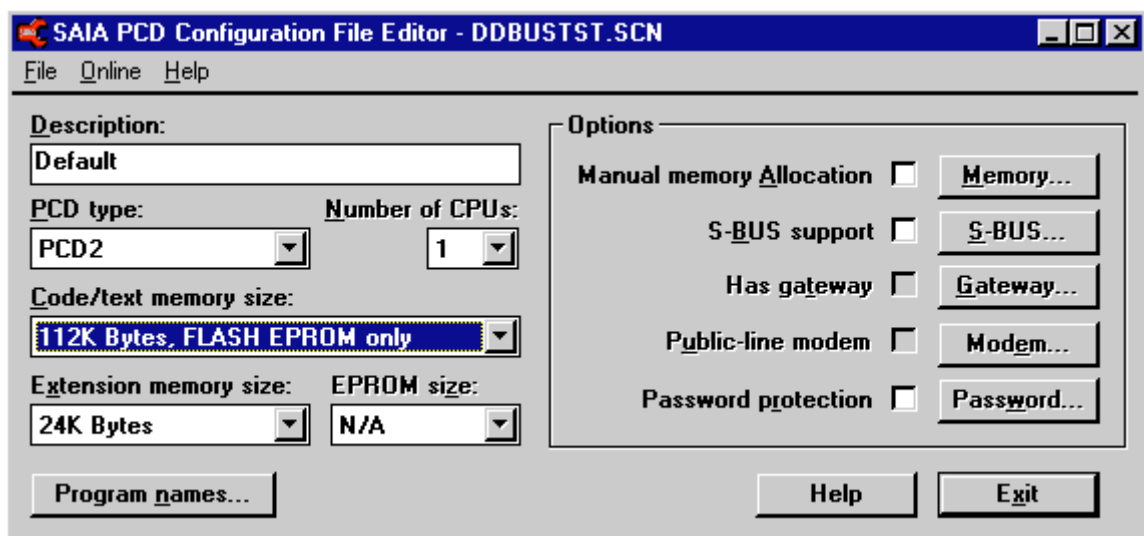 SAIA PCD Configuration File Editor - DDBUSTST.SCN
File Online Help
Description:
Default
PCD type:
Number of CPUs:
PCD2
1
Code/text memory size:
112K Bytes, FLASH EPROM only
Extension memory size:
EPROM size:
24K Bytes
N/A
Program names...
Options
Manual memory Allocation
Memory...
S-BUS support
S-BUS...
Has gateway
Gateway...
Public-line modem
Modem...
Password protection
Password...
Help
Exit